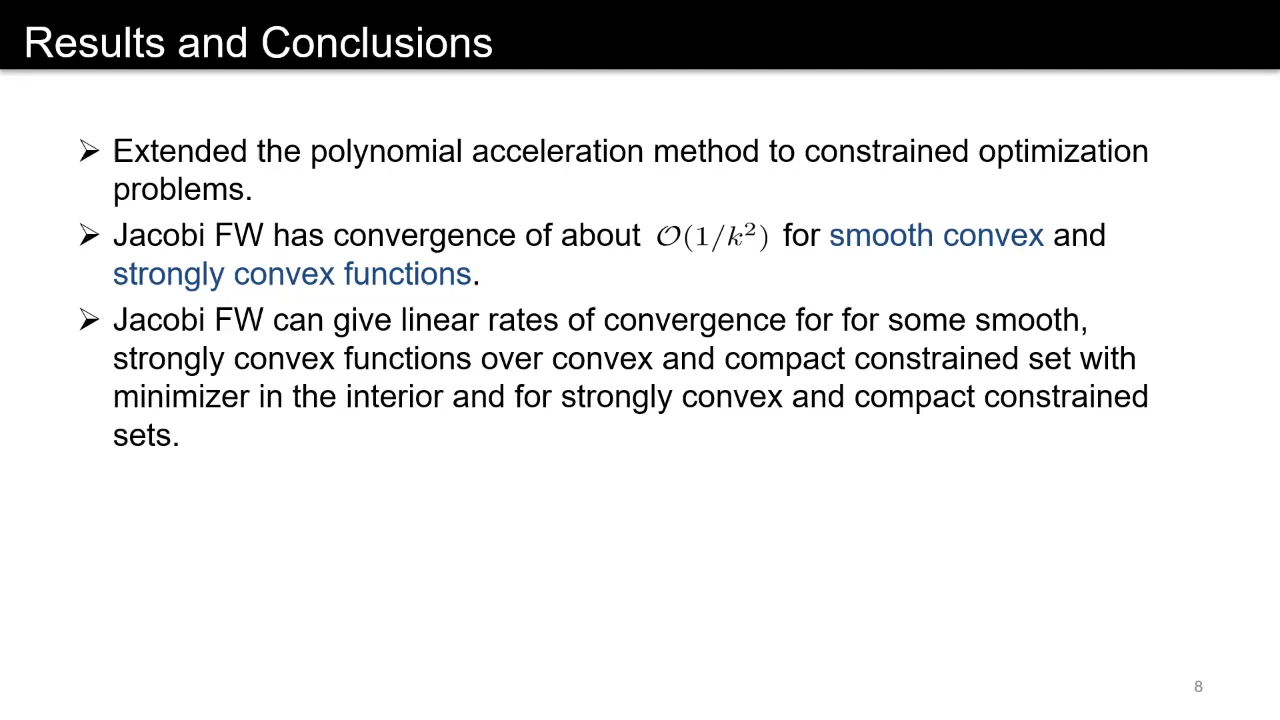 Results and Conclusions
➢ Extended the polynomial acceleration method to constrained optimization
problems.
➢ Jacobi FW has convergence of about 𝒪(1/k²) for smooth convex and
strongly convex functions.
➢ Jacobi FW can give linear rates of convergence for for some smooth,
strongly convex functions over convex and compact constrained set with
minimizer in the interior and for strongly convex and compact constrained
sets.
8